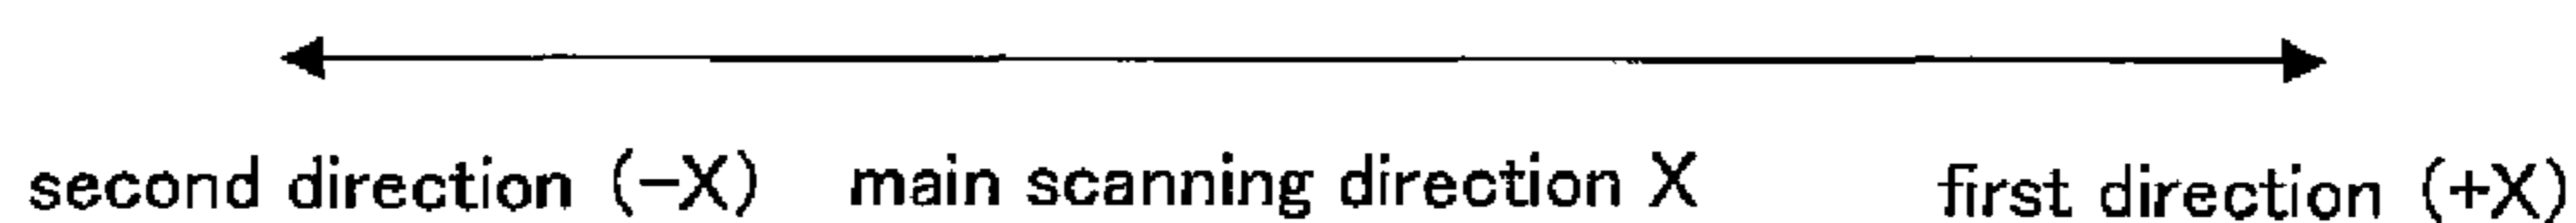 second direction (−X) main scanning direction X first direction (+X)